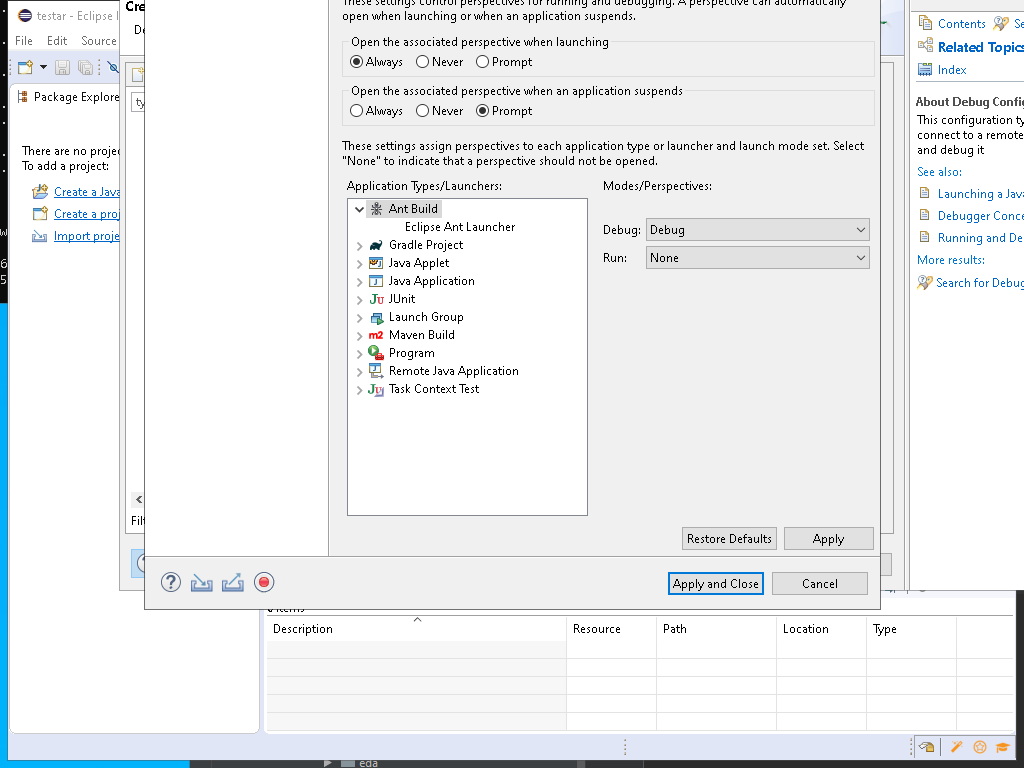 testar - Eclipse I
Cre
These settings control perspectives for running and debugging. A perspective can automatically
open when launching or when an application suspends.
File Edit Source
De
Contents
Se
Related Topics
Index
Open the associated perspective when launching
Always Never Prompt
Open the associated perspective when an application suspends
Always Never Prompt
Package Explore
ty
About Debug Config
This configuration ty
connect to a remote
and debug it
See also:
Launching a Java
Debugger Conce
Running and De
More results:
Search for Debug
There are no projec
To add a project:
Create a Java
Create a proj
Import proje
These settings assign perspectives to each application type or launcher and launch mode set. Select
"None" to indicate that a perspective should not be opened.
Application Types/Launchers:
Modes/Perspectives:
Ant Build
Eclipse Ant Launcher
Gradle Project
Java Applet
Java Application
JUnit
Launch Group
Maven Build
Program
Remote Java Application
Task Context Test
Debug: Debug
Run: None
Filt
Restore Defaults Apply
Apply and Close Cancel
0 items
Description Resource Path Location Type
eda